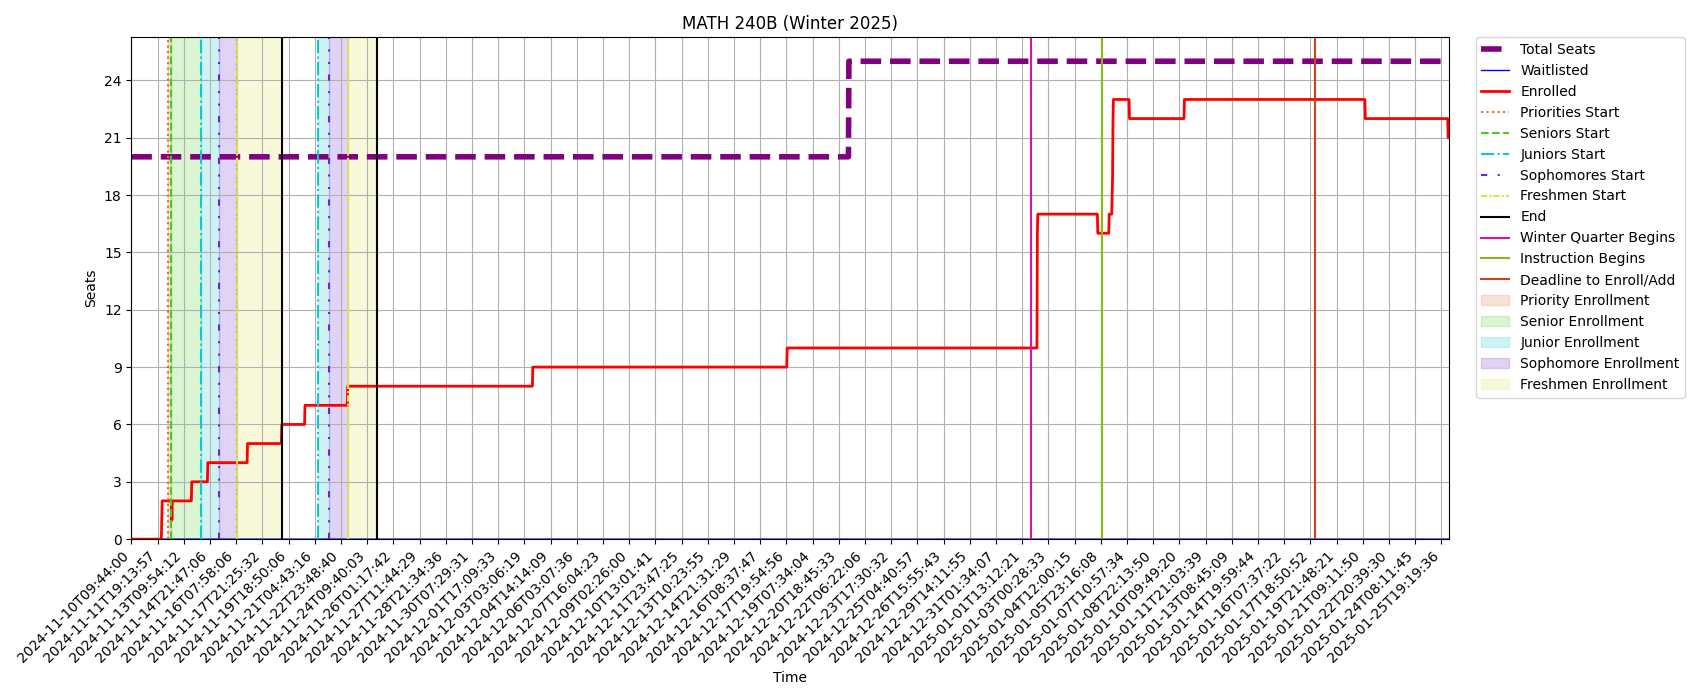 MATH 240B (Winter 2025)
Seats
24
21
18
15
12
9
6
3
0
2024-11-10T09:44:00
2024-11-11T19:13:57
2024-11-13T09:54:12
2024-11-14T21:47:06
2024-11-16T07:58:06
2024-11-17T21:25:32
2024-11-19T18:50:06
2024-11-21T04:43:16
2024-11-22T23:48:40
2024-11-24T09:40:03
2024-11-26T01:17:42
2024-11-27T11:44:29
2024-11-28T21:34:36
2024-11-30T07:29:31
2024-12-01T17:09:33
2024-12-03T03:06:19
2024-12-04T14:14:09
2024-12-06T03:07:36
2024-12-07T16:04:23
2024-12-09T02:26:00
2024-12-10T13:01:41
2024-12-11T23:47:25
2024-12-13T10:23:55
2024-12-14T21:31:29
2024-12-16T08:37:47
2024-12-17T19:54:56
2024-12-19T07:34:04
2024-12-20T18:45:33
2024-12-22T06:22:06
2024-12-23T17:30:32
2024-12-25T04:40:57
2024-12-26T15:55:43
2024-12-29T14:11:55
2024-12-31T01:34:07
2025-01-01T13:12:21
2025-01-03T00:28:33
2025-01-04T12:00:15
2025-01-05T23:16:08
2025-01-07T10:57:34
2025-01-08T22:13:50
2025-01-10T09:49:20
2025-01-11T21:03:39
2025-01-13T08:45:09
2025-01-14T19:59:44
2025-01-16T07:37:22
2025-01-17T18:50:52
2025-01-19T21:48:21
2025-01-21T09:11:50
2025-01-22T20:39:30
2025-01-24T08:11:45
2025-01-25T19:19:36
Time
Total Seats
Waitlisted
Enrolled
Priorities Start
Seniors Start
Juniors Start
Sophomores Start
Freshmen Start
End
Winter Quarter Begins
Instruction Begins
Deadline to Enroll/Add
Priority Enrollment
Senior Enrollment
Junior Enrollment
Sophomore Enrollment
Freshmen Enrollment